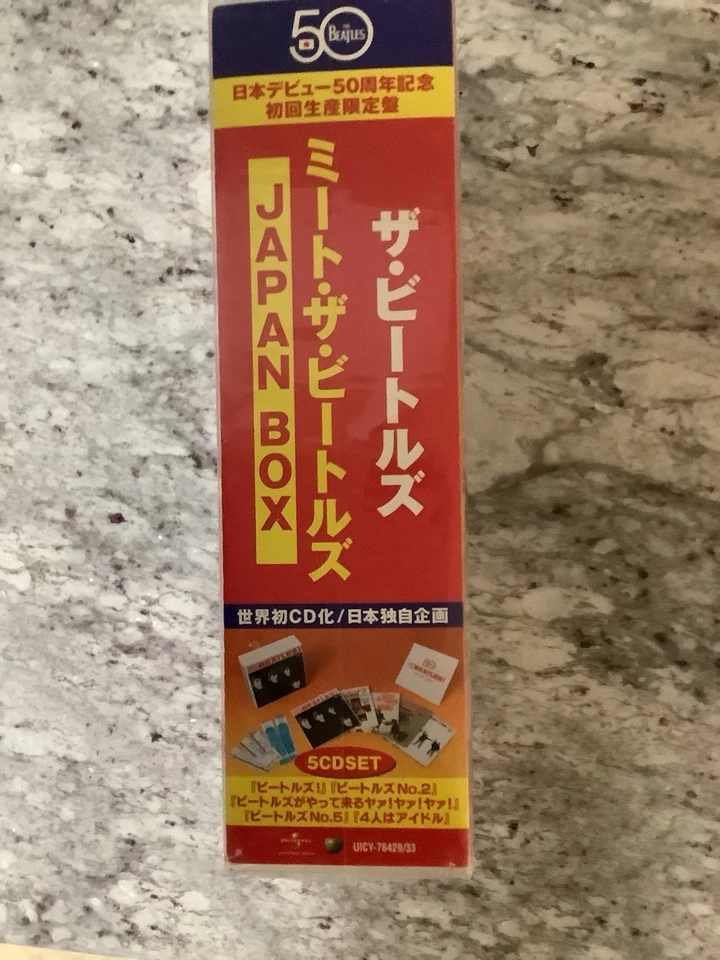 50 THE BEATLES
日本デビュー50周年記念
初回生産限定盤
ザ・ビートルズ
ミート・ザ・ビートルズ
JAPAN BOX
世界初CD化/日本独自企画
5CDSET
『ビートルズ!』『ビートルズNo.2』
『ビートルズがやって来るヤァ!ヤァ!ヤァ!』
『ビートルズNo.5』『4人はアイドル』
UNIVERSAL
UICY-76429/33